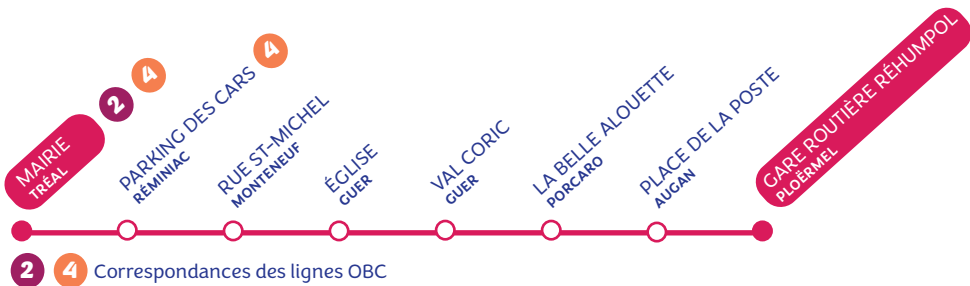 MAIRIE
TRÉAL
2 4
PARKING DES CARS 4
RÉMINIAC
RUE ST-MICHEL
MONTENEUF
ÉGLISE
GUER
VAL CORIC
GUER
LA BELLE ALOUETTE
PORCARO
PLACE DE LA POSTE
AUGAN
GARE ROUTIÈRE RÉHUMPOL
PLOËRMEL
2 4 Correspondances des lignes OBC